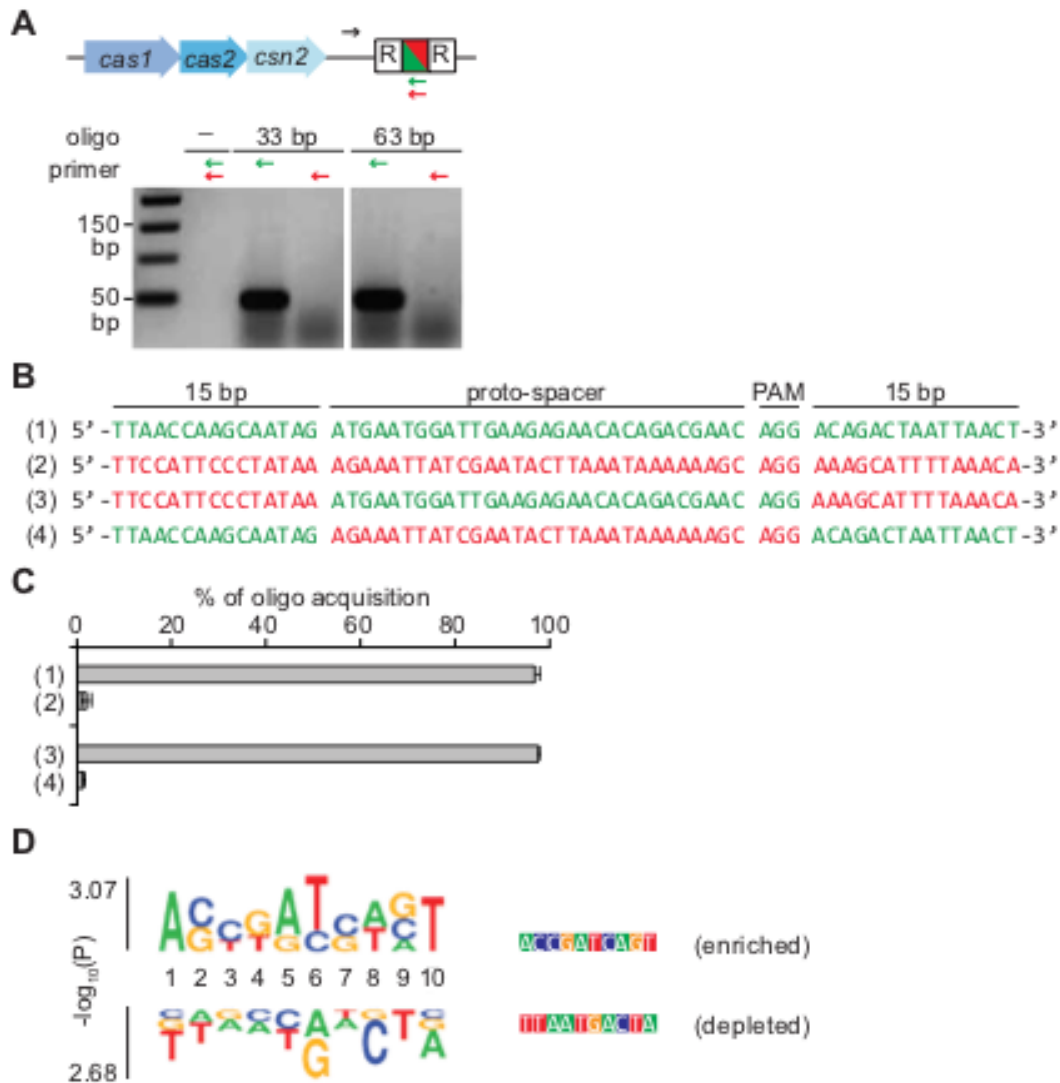 A
cas1 cas2 csn2 R R
oligo – 33 bp 63 bp
primer
150
bp
50
bp
B
15 bp proto-spacer PAM 15 bp
(1) 5’-TTAACCAAGCAATAG ATGAATGGATTGAAGAGAACACAGACGAAC AGG ACAGACTAATTAACT-3’
(2) 5’-TTCCATTCCCTATAA AGAAATTATCGAATACTTAAATAAAAAAGC AGG AAAGCATTTTAAACA-3’
(3) 5’-TTCCATTCCCTATAA ATGAATGGATTGAAGAGAACACAGACGAAC AGG AAAGCATTTTAAACA-3’
(4) 5’-TTAACCAAGCAATAG AGAAATTATCGAATACTTAAATAAAAAAGC AGG ACAGACTAATTAACT-3’
C
% of oligo acquisition
0 20 40 60 80 100
(1)
(2)
(3)
(4)
D
3.07
-log₁₀(P)
1 2 3 4 5 6 7 8 9 10
2.68
ACCGATCAGT (enriched)
TTAATGACTA (depleted)